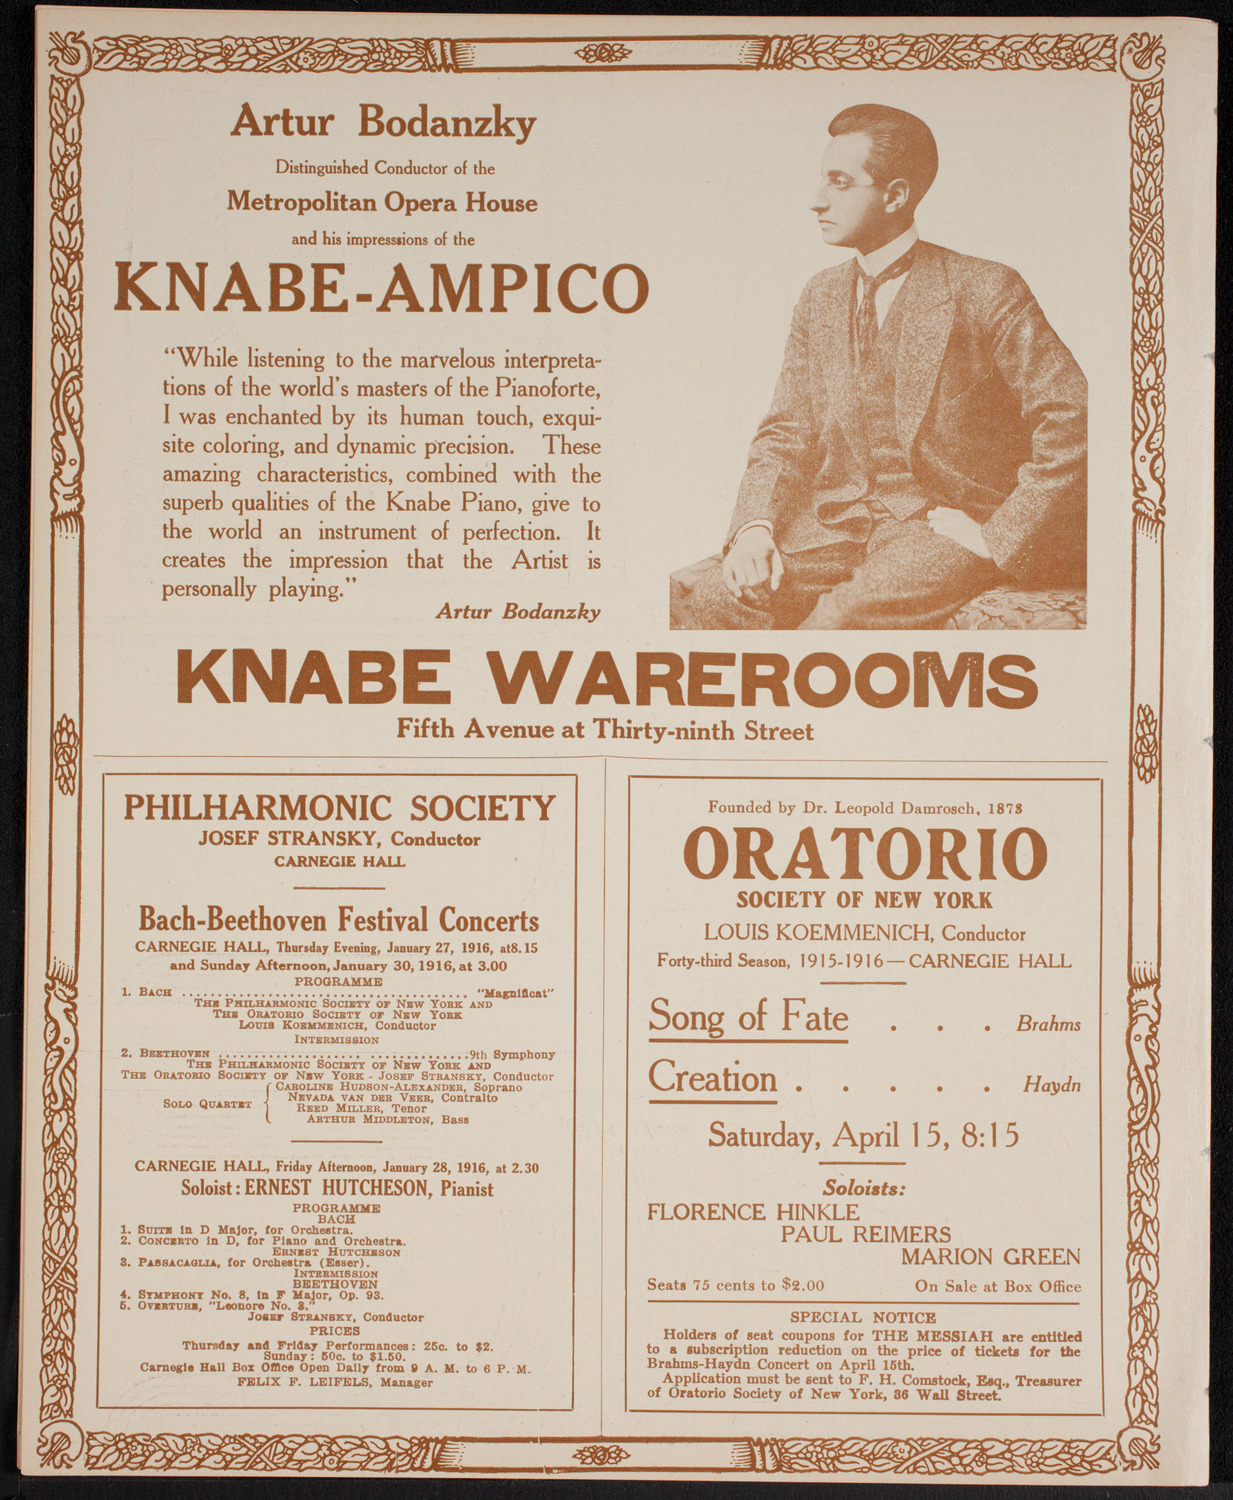 Artur Bodanzky
Distinguished Conductor of the
Metropolitan Opera House
and his impresssions of the
KNABE-AMPICO
“While listening to the marvelous interpreta-
tions of the world’s masters of the Pianoforte,
I was enchanted by its human touch, exqui-
site coloring, and dynamic precision. These
amazing characteristics, combined with the
superb qualities of the Knabe Piano, give to
the world an instrument of perfection. It
creates the impression that the Artist is
personally playing.”
Artur Bodanzky
KNABE WAREROOMS
Fifth Avenue at Thirty-ninth Street
PHILHARMONIC SOCIETY
JOSEF STRANSKY, Conductor
CARNEGIE HALL
Bach-Beethoven Festival Concerts
CARNEGIE HALL, Thursday Evening, January 27, 1916, at8.15
and Sunday Afternoon, January 30, 1916, at 3.00
PROGRAMME
1. BACH .................................... “Magnificat”
THE PHILHARMONIC SOCIETY OF NEW YORK AND
THE ORATORIO SOCIETY OF NEW YORK
LOUIS KOEMMENICH, Conductor
INTERMISSION
2. BEETHOVEN ................................9th Symphony
THE PHILHARMONIC SOCIETY OF NEW YORK AND
THE ORATORIO SOCIETY OF NEW YORK - JOSEF STRANSKY, Conductor
SOLO QUARTET { CAROLINE HUDSON-ALEXANDER, Soprano
NEVADA VAN DER VEER, Contralto
REED MILLER, Tenor
ARTHUR MIDDLETON, Bass
CARNEGIE HALL, Friday Afternoon, January 28, 1916, at 2.30
Soloist: ERNEST HUTCHESON, Pianist
PROGRAMME
BACH
1. SUITE in D Major, for Orchestra.
2. CONCERTO in D, for Piano and Orchestra.
ERNEST HUTCHESON
3. PASSACAGLIA, for Orchestra (Esser).
INTERMISSION
BEETHOVEN
4. SYMPHONY No. 8, in F Major, Op. 93.
5. OVERTURE, “Leonore No. 3.”
JOSEF STRANSKY, Conductor
PRICES
Thursday and Friday Performances: 25c. to $2.
Sunday: 50c. to $1.50.
Carnegie Hall Box Office Open Daily from 9 A. M. to 6 P. M.
FELIX F. LEIFELS, Manager
Founded by Dr. Leopold Damrosch, 1873
ORATORIO
SOCIETY OF NEW YORK
LOUIS KOEMMENICH, Conductor
Forty-third Season, 1915-1916—CARNEGIE HALL
Song of Fate . . . Brahms
Creation . . . . . Haydn
Saturday, April 15, 8:15
Soloists:
FLORENCE HINKLE
PAUL REIMERS
MARION GREEN
Seats 75 cents to $2.00 On Sale at Box Office
SPECIAL NOTICE
Holders of seat coupons for THE MESSIAH are entitled
to a subscription reduction on the price of tickets for the
Brahms-Haydn Concert on April 15th.
Application must be sent to F. H. Comstock, Esq., Treasurer
of Oratorio Society of New York, 36 Wall Street.